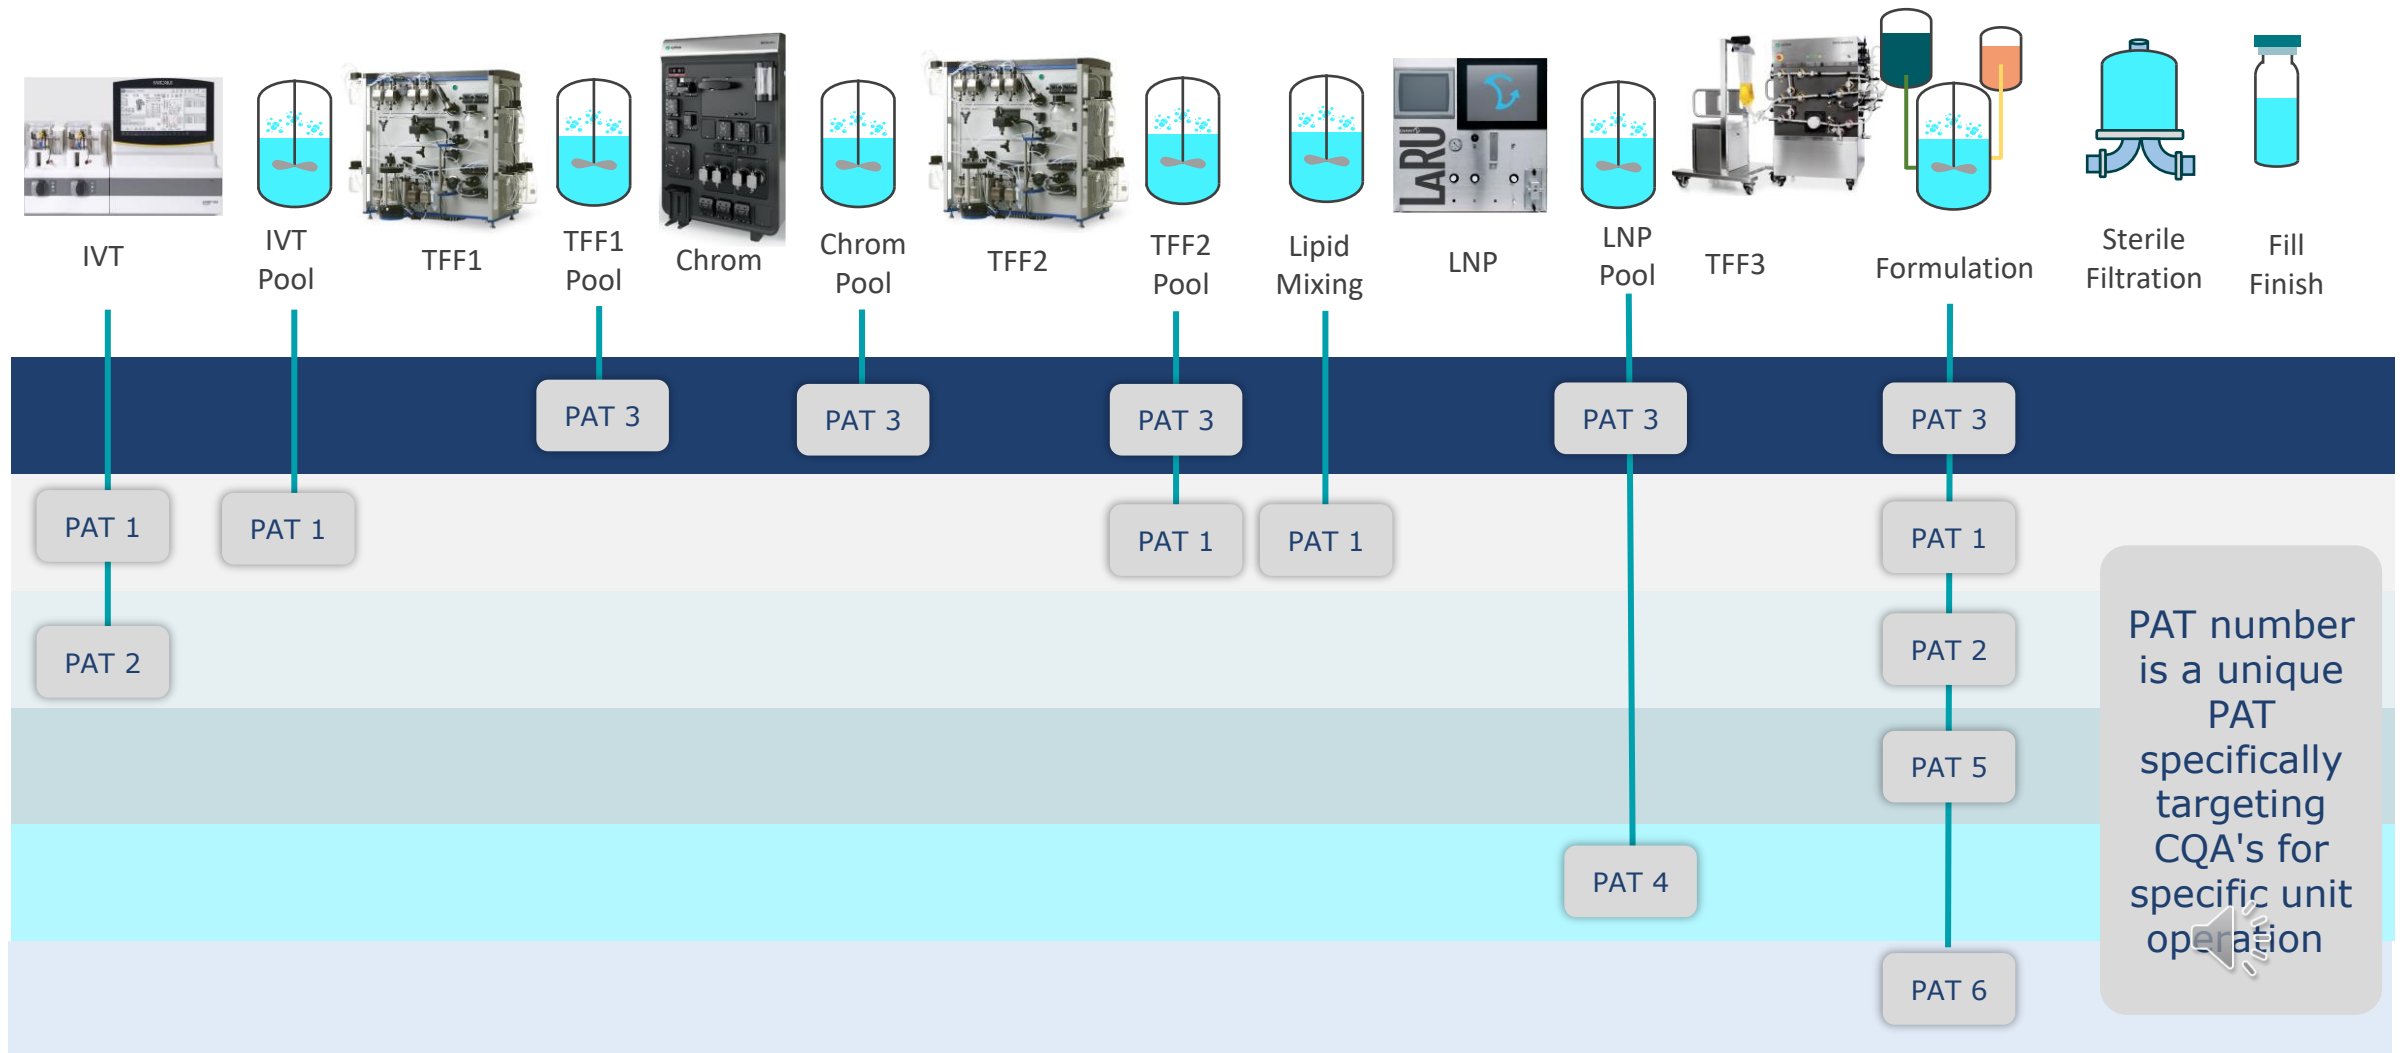 IVT
IVT
Pool
TFF1
TFF1
Pool
Chrom
Chrom
Pool
TFF2
TFF2
Pool
Lipid
Mixing
LARU
LNP
LNP
Pool
TFF3
Formulation
Sterile
Filtration
Fill
Finish
PAT 3
PAT 3
PAT 3
PAT 3
PAT 3
PAT 1
PAT 1
PAT 1
PAT 1
PAT 1
PAT 2
PAT 2
PAT 5
PAT 4
PAT 6
PAT number
is a unique
PAT
specifically
targeting
CQA's for
specific unit
operation